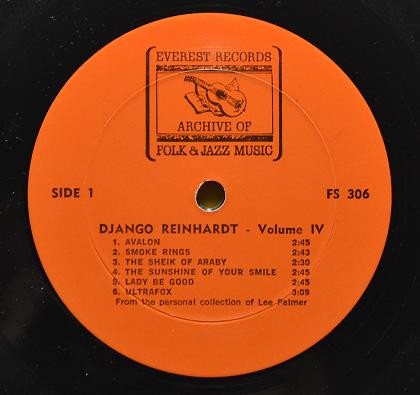 EVEREST RECORDS
ARCHIVE OF
FOLK & JAZZ MUSIC
SIDE 1
FS 306
DJANGO REINHARDT - Volume IV
1. AVALON 2:45
2. SMOKE RINGS 2:43
3. THE SHEIK OF ARABY 2:30
4. THE SUNSHINE OF YOUR SMILE 2:45
5. LADY BE GOOD 2:45
6. ULTRAFOX 3:09
From the personal collection of Lee Palmer